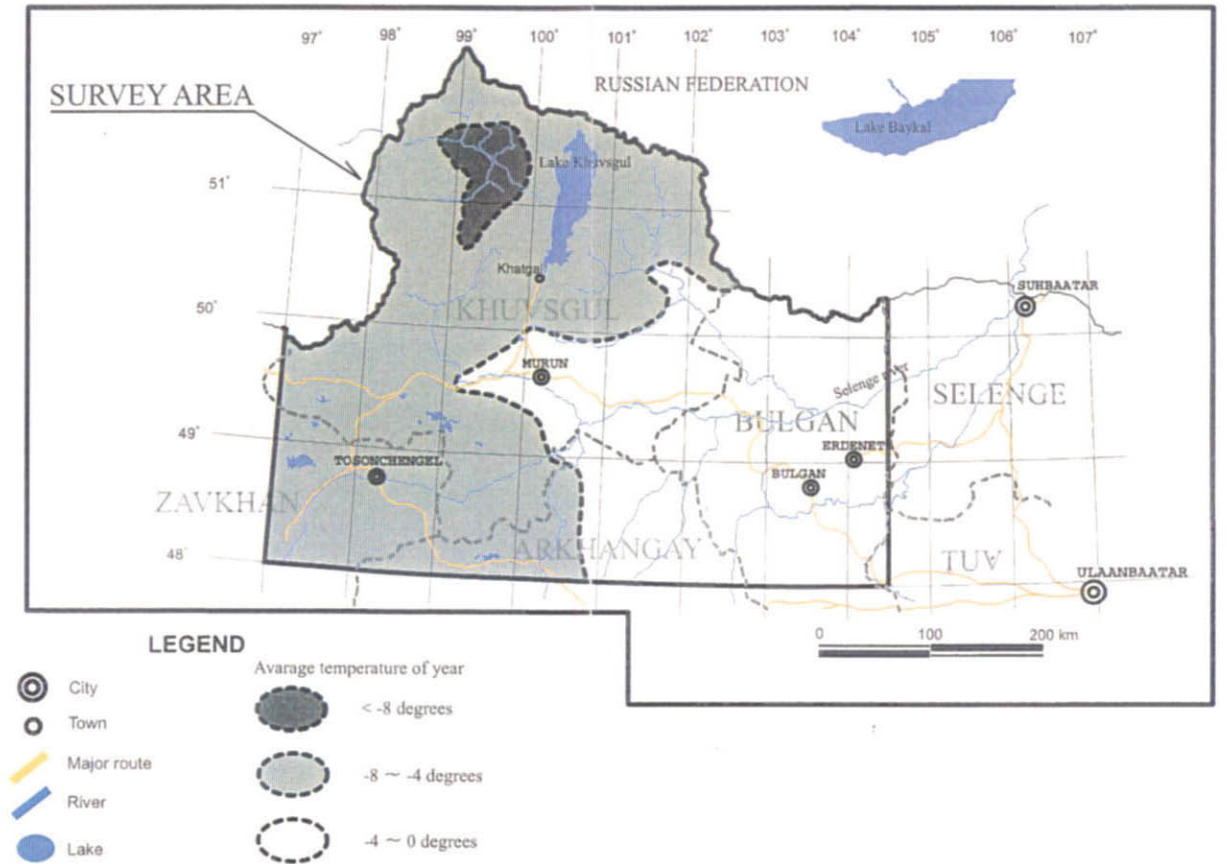 97° 98° 99° 100° 101° 102° 103° 104° 105° 106° 107°
RUSSIAN FEDERATION
SURVEY AREA
Lake Baykal
Lake Khuvsgul
51°
Khatgal
50°
KHUVSGUL
SUHBAATAR
MURUN
Selenge river
SELENGE
49°
BULGAN
ERDENET
TOSONCHENGEL
BULGAN
ZAVKHAN
48°
ARKHANGAY
TUV
ULAANBAATAR
0 100 200 km
LEGEND
Avarage temperature of year
City
< -8 degrees
Town
Major route
-8 ~ -4 degrees
River
Lake
-4 ~ 0 degrees